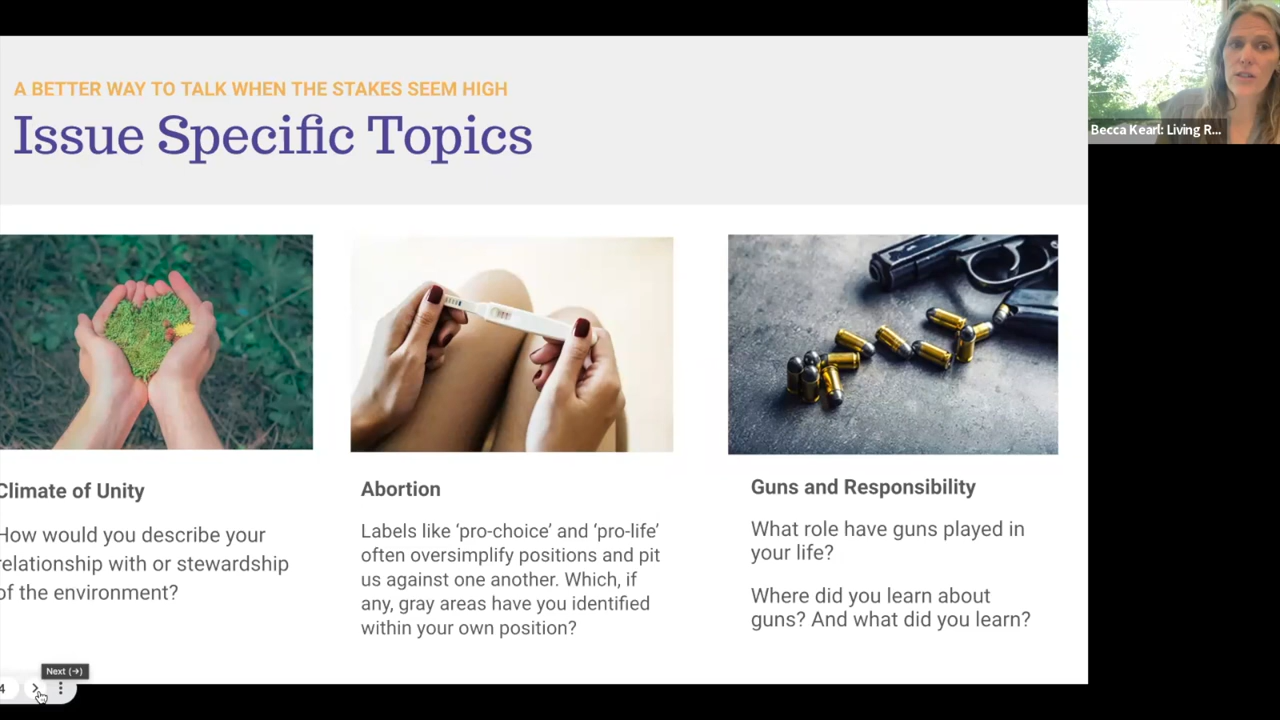 A BETTER WAY TO TALK WHEN THE STAKES SEEM HIGH
Issue Specific Topics
Becca Kearl: Living R...
Climate of Unity
How would you describe your
relationship with or stewardship
of the environment?
Abortion
Labels like ‘pro-choice’ and ‘pro-life’
often oversimplify positions and pit
us against one another. Which, if
any, gray areas have you identified
within your own position?
Guns and Responsibility
What role have guns played in
your life?
Where did you learn about
guns? And what did you learn?
Next (→)
4